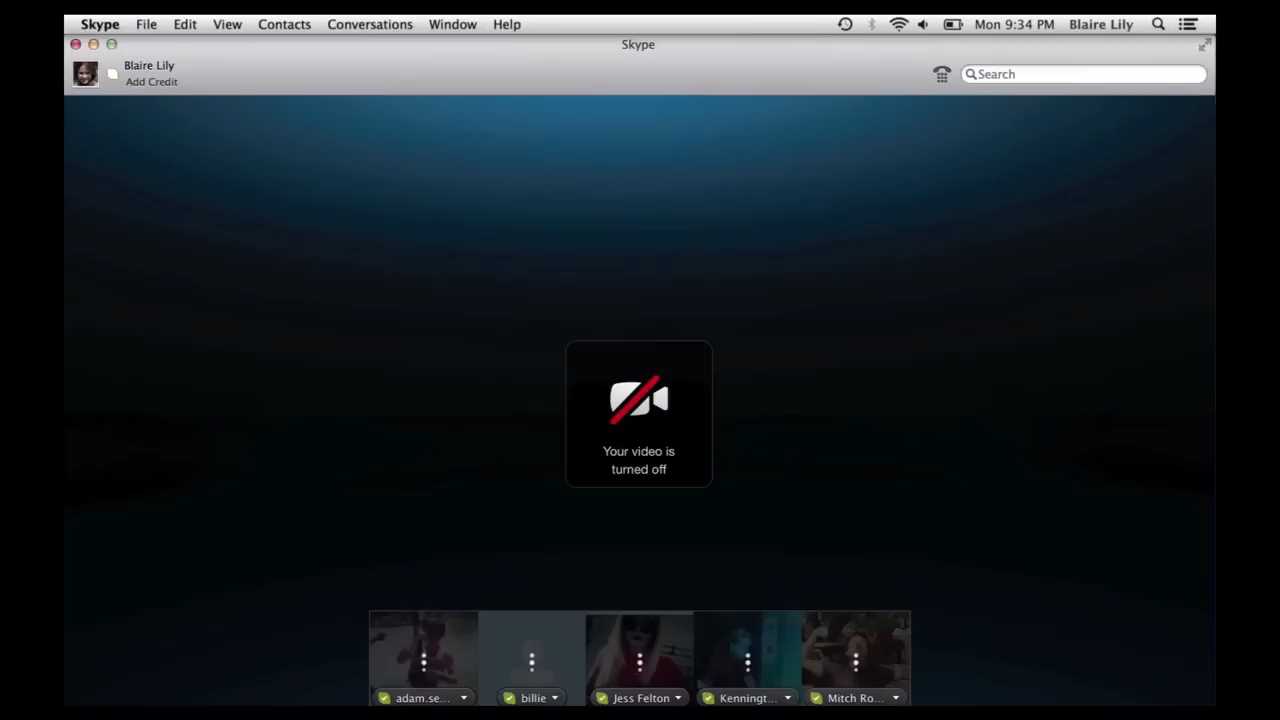 Skype File Edit View Contacts Conversations Window Help Mon 9:34 PM Blaire Lily
Skype
Blaire Lily
Add Credit
Search
Your video is
turned off
adam.se... billie Jess Felton Kenningt... Mitch Ro...